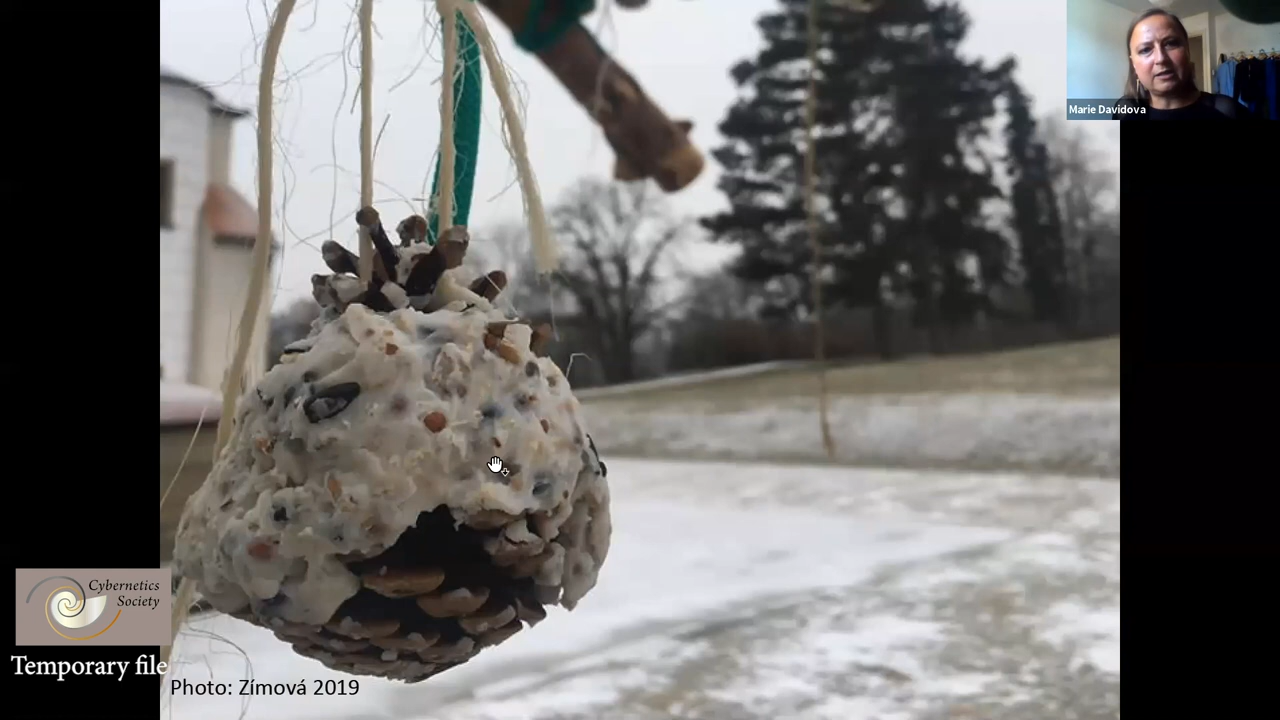 Marie Davidova
Cybernetics
Society
Temporary file
Photo: Zímová 2019